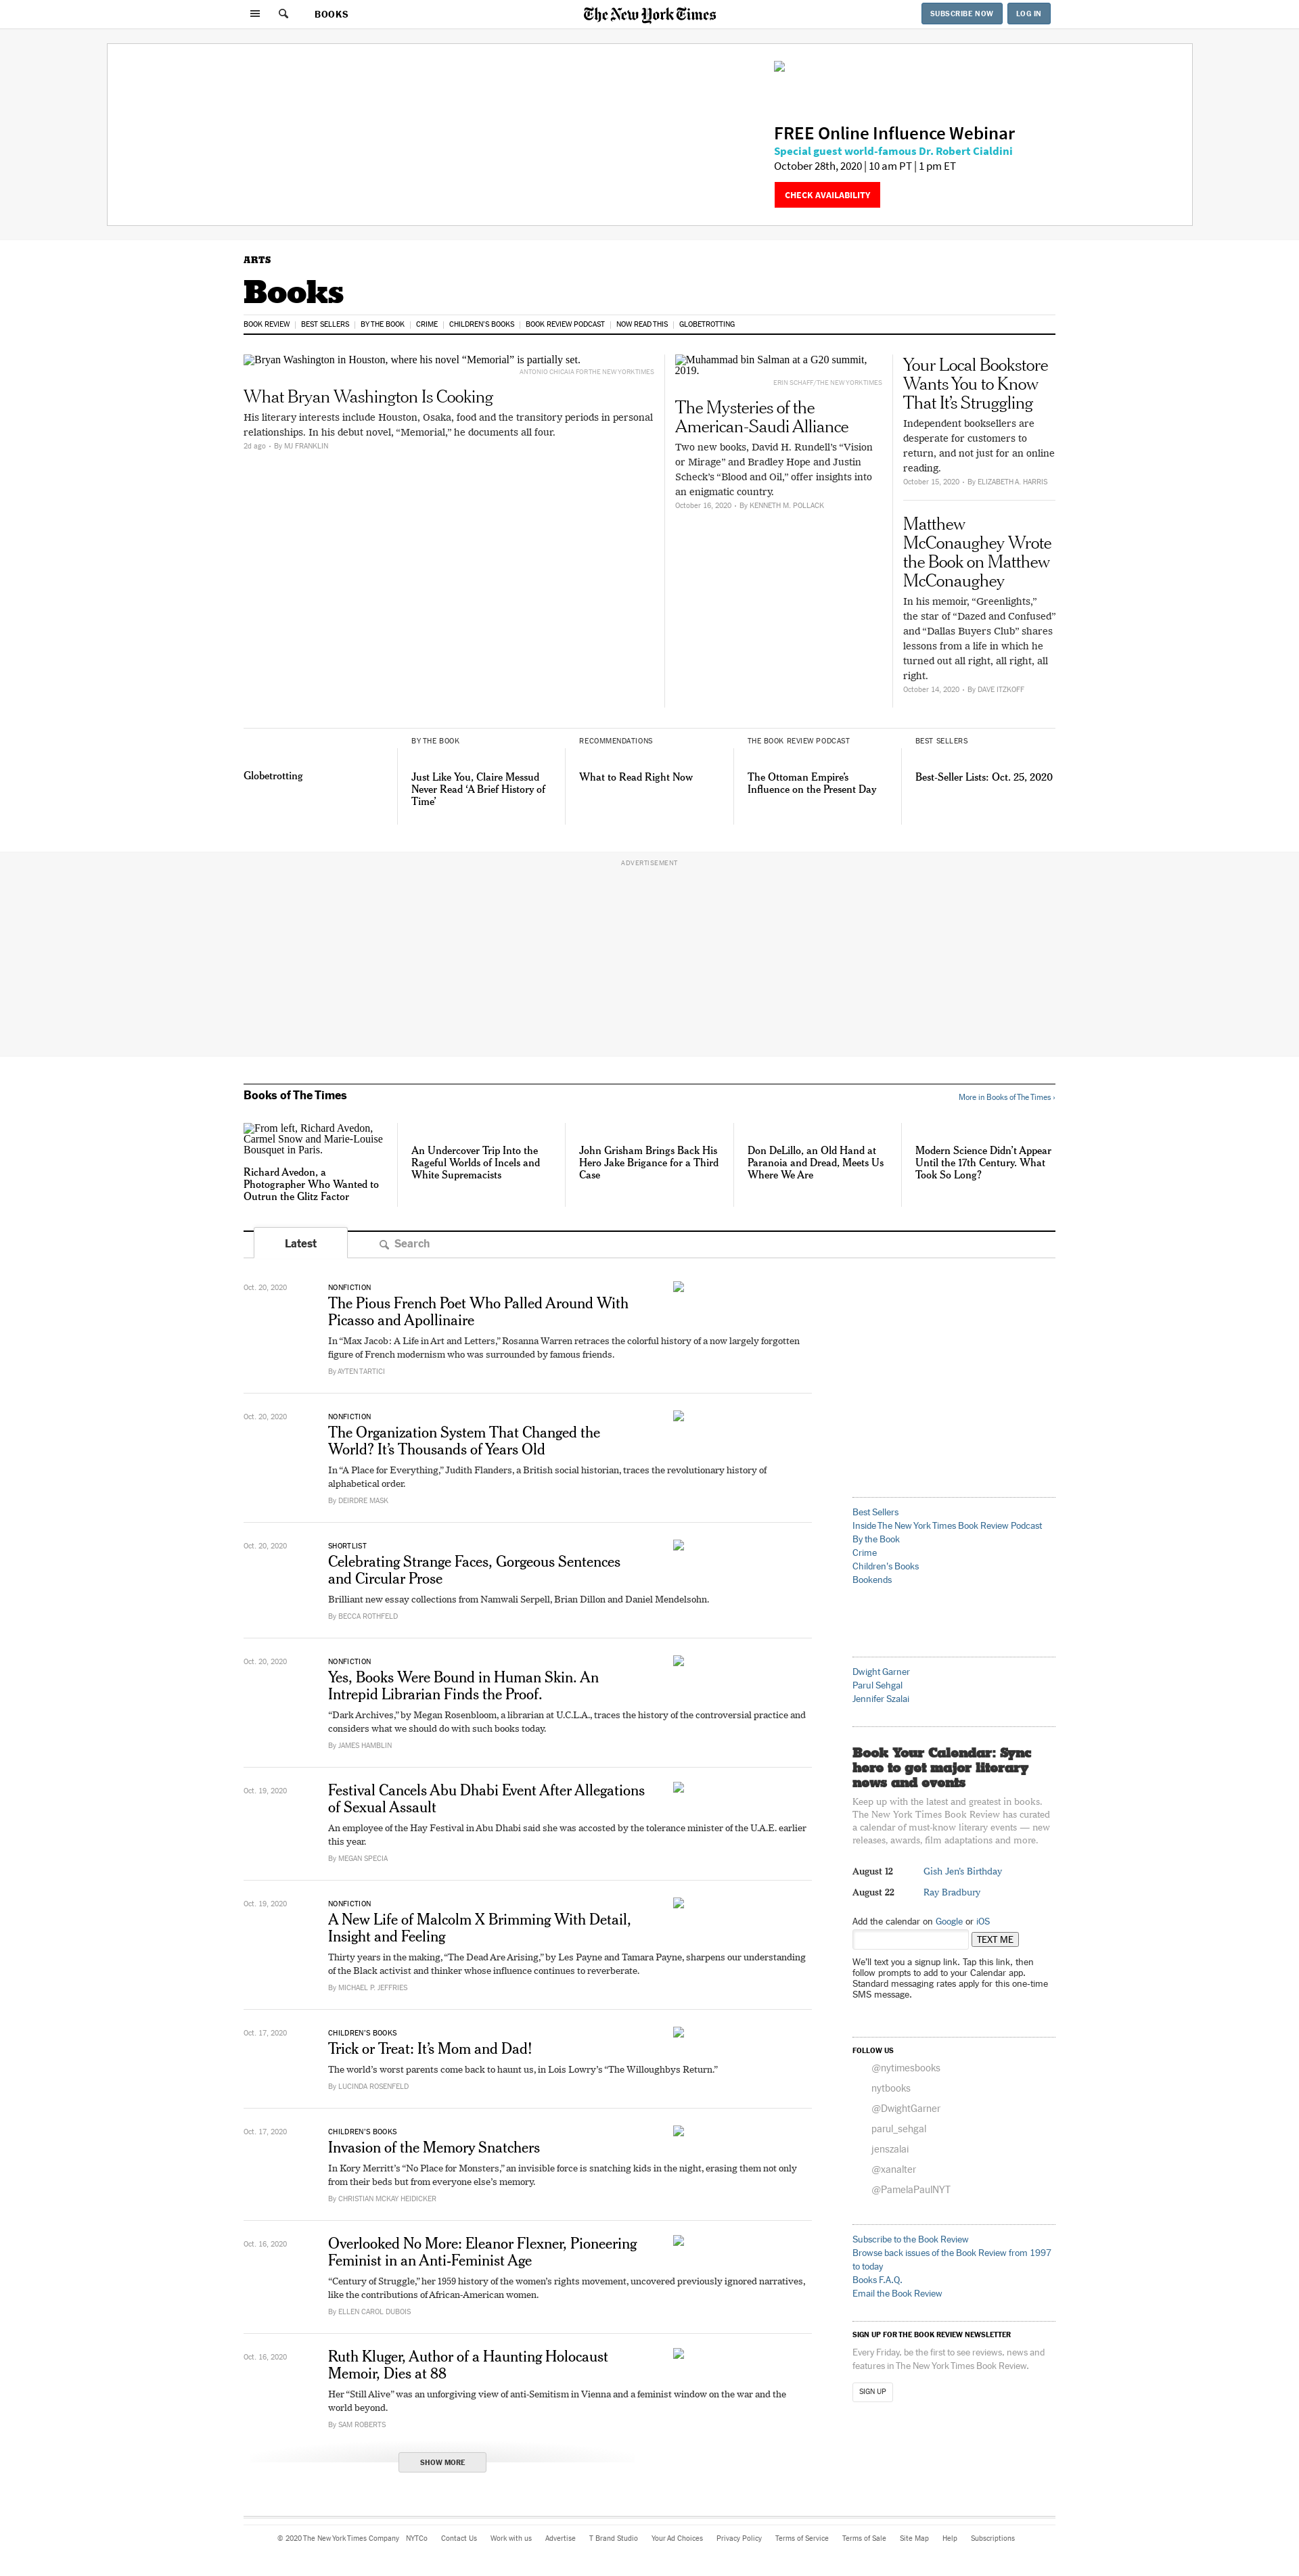 BOOKS
The New York Times
SUBSCRIBE NOW
LOG IN
FREE Online Influence Webinar
Special guest world-famous Dr. Robert Cialdini
October 28th, 2020 | 10 am PT | 1 pm ET
CHECK AVAILABILITY
ARTS
Books
BOOK REVIEW
BEST SELLERS
BY THE BOOK
CRIME
CHILDREN'S BOOKS
BOOK REVIEW PODCAST
NOW READ THIS
GLOBETROTTING
Bryan Washington in Houston, where his novel “Memorial” is partially set.
ANTONIO CHICAIA FOR THE NEW YORK TIMES
What Bryan Washington Is Cooking
His literary interests include Houston, Osaka, food and the transitory periods in personal
relationships. In his debut novel, “Memorial,” he documents all four.
2d ago • By MJ FRANKLIN
Muhammad bin Salman at a G20 summit,
2019.
ERIN SCHAFF/THE NEW YORK TIMES
The Mysteries of the
American-Saudi Alliance
Two new books, David H. Rundell's “Vision
or Mirage” and Bradley Hope and Justin
Scheck's “Blood and Oil,” offer insights into
an enigmatic country.
October 16, 2020 • By KENNETH M. POLLACK
Your Local Bookstore
Wants You to Know
That It’s Struggling
Independent booksellers are
desperate for customers to
return, and not just for an online
reading.
October 15, 2020 • By ELIZABETH A. HARRIS
Matthew
McConaughey Wrote
the Book on Matthew
McConaughey
In his memoir, “Greenlights,”
the star of “Dazed and Confused”
and “Dallas Buyers Club” shares
lessons from a life in which he
turned out all right, all right, all
right.
October 14, 2020 • By DAVE ITZKOFF
Globetrotting
BY THE BOOK
Just Like You, Claire Messud
Never Read ‘A Brief History of
Time’
RECOMMENDATIONS
What to Read Right Now
THE BOOK REVIEW PODCAST
The Ottoman Empire’s
Influence on the Present Day
BEST SELLERS
Best-Seller Lists: Oct. 25, 2020
ADVERTISEMENT
Books of The Times
More in Books of The Times ›
From left, Richard Avedon,
Carmel Snow and Marie-Louise
Bousquet in Paris.
Richard Avedon, a
Photographer Who Wanted to
Outrun the Glitz Factor
An Undercover Trip Into the
Rageful Worlds of Incels and
White Supremacists
John Grisham Brings Back His
Hero Jake Brigance for a Third
Case
Don DeLillo, an Old Hand at
Paranoia and Dread, Meets Us
Where We Are
Modern Science Didn’t Appear
Until the 17th Century. What
Took So Long?
Latest
Search
Oct. 20, 2020
NONFICTION
The Pious French Poet Who Palled Around With
Picasso and Apollinaire
In “Max Jacob: A Life in Art and Letters,” Rosanna Warren retraces the colorful history of a now largely forgotten
figure of French modernism who was surrounded by famous friends.
By AYTEN TARTICI
Oct. 20, 2020
NONFICTION
The Organization System That Changed the
World? It’s Thousands of Years Old
In “A Place for Everything,” Judith Flanders, a British social historian, traces the revolutionary history of
alphabetical order.
By DEIRDRE MASK
Oct. 20, 2020
SHORTLIST
Celebrating Strange Faces, Gorgeous Sentences
and Circular Prose
Brilliant new essay collections from Namwali Serpell, Brian Dillon and Daniel Mendelsohn.
By BECCA ROTHFELD
Oct. 20, 2020
NONFICTION
Yes, Books Were Bound in Human Skin. An
Intrepid Librarian Finds the Proof.
“Dark Archives,” by Megan Rosenbloom, a librarian at U.C.L.A., traces the history of the controversial practice and
considers what we should do with such books today.
By JAMES HAMBLIN
Oct. 19, 2020
Festival Cancels Abu Dhabi Event After Allegations
of Sexual Assault
An employee of the Hay Festival in Abu Dhabi said she was accosted by the tolerance minister of the U.A.E. earlier
this year.
By MEGAN SPECIA
Oct. 19, 2020
NONFICTION
A New Life of Malcolm X Brimming With Detail,
Insight and Feeling
Thirty years in the making, “The Dead Are Arising,” by Les Payne and Tamara Payne, sharpens our understanding
of the Black activist and thinker whose influence continues to reverberate.
By MICHAEL P. JEFFRIES
Oct. 17, 2020
CHILDREN'S BOOKS
Trick or Treat: It’s Mom and Dad!
The world’s worst parents come back to haunt us, in Lois Lowry’s “The Willoughbys Return.”
By LUCINDA ROSENFELD
Oct. 17, 2020
CHILDREN'S BOOKS
Invasion of the Memory Snatchers
In Kory Merritt’s “No Place for Monsters,” an invisible force is snatching kids in the night, erasing them not only
from their beds but from everyone else’s memory.
By CHRISTIAN MCKAY HEIDICKER
Oct. 16, 2020
Overlooked No More: Eleanor Flexner, Pioneering
Feminist in an Anti-Feminist Age
“Century of Struggle,” her 1959 history of the women’s rights movement, uncovered previously ignored narratives,
like the contributions of African-American women.
By ELLEN CAROL DUBOIS
Oct. 16, 2020
Ruth Kluger, Author of a Haunting Holocaust
Memoir, Dies at 88
Her “Still Alive” was an unforgiving view of anti-Semitism in Vienna and a feminist window on the war and the
world beyond.
By SAM ROBERTS
SHOW MORE
Best Sellers
Inside The New York Times Book Review Podcast
By the Book
Crime
Children's Books
Bookends
Dwight Garner
Parul Sehgal
Jennifer Szalai
Book Your Calendar: Sync
here to get major literary
news and events
Keep up with the latest and greatest in books.
The New York Times Book Review has curated
a calendar of must-know literary events — new
releases, awards, film adaptations and more.
August 12
Gish Jen's Birthday
August 22
Ray Bradbury
Add the calendar on Google or iOS
TEXT ME
We'll text you a signup link. Tap this link, then
follow prompts to add to your Calendar app.
Standard messaging rates apply for this one-time
SMS message.
FOLLOW US
@nytimesbooks
nytbooks
@DwightGarner
parul_sehgal
jenszalai
@xanalter
@PamelaPaulNYT
Subscribe to the Book Review
Browse back issues of the Book Review from 1997
to today
Books F.A.Q.
Email the Book Review
SIGN UP FOR THE BOOK REVIEW NEWSLETTER
Every Friday, be the first to see reviews, news and
features in The New York Times Book Review.
SIGN UP
© 2020 The New York Times Company
NYTCo
Contact Us
Work with us
Advertise
T Brand Studio
Your Ad Choices
Privacy Policy
Terms of Service
Terms of Sale
Site Map
Help
Subscriptions